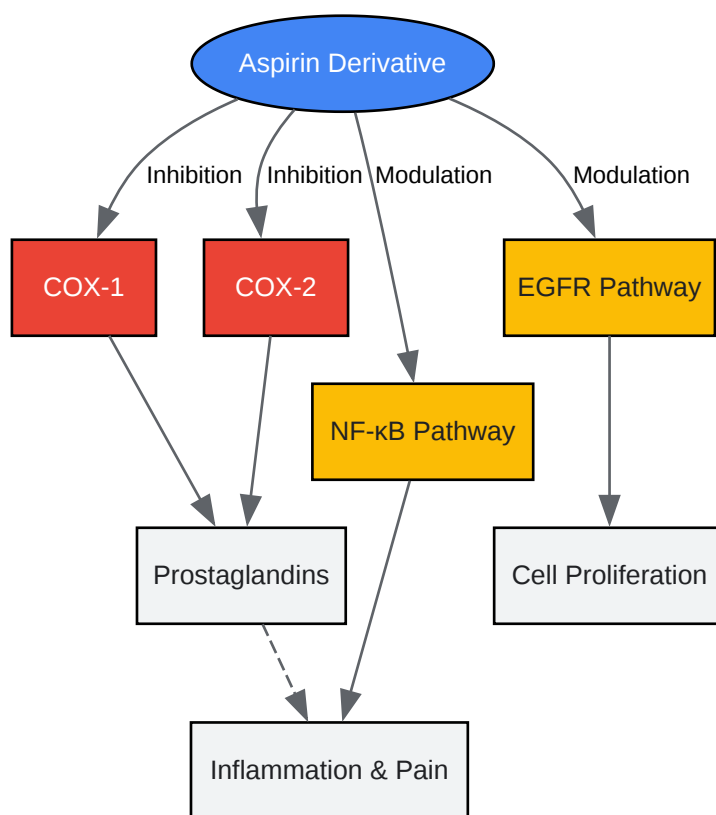 Aspirin Derivative
Inhibition
Inhibition
Modulation
Modulation
COX-1
COX-2
EGFR Pathway
NF-κB Pathway
Prostaglandins
Cell Proliferation
Inflammation & Pain